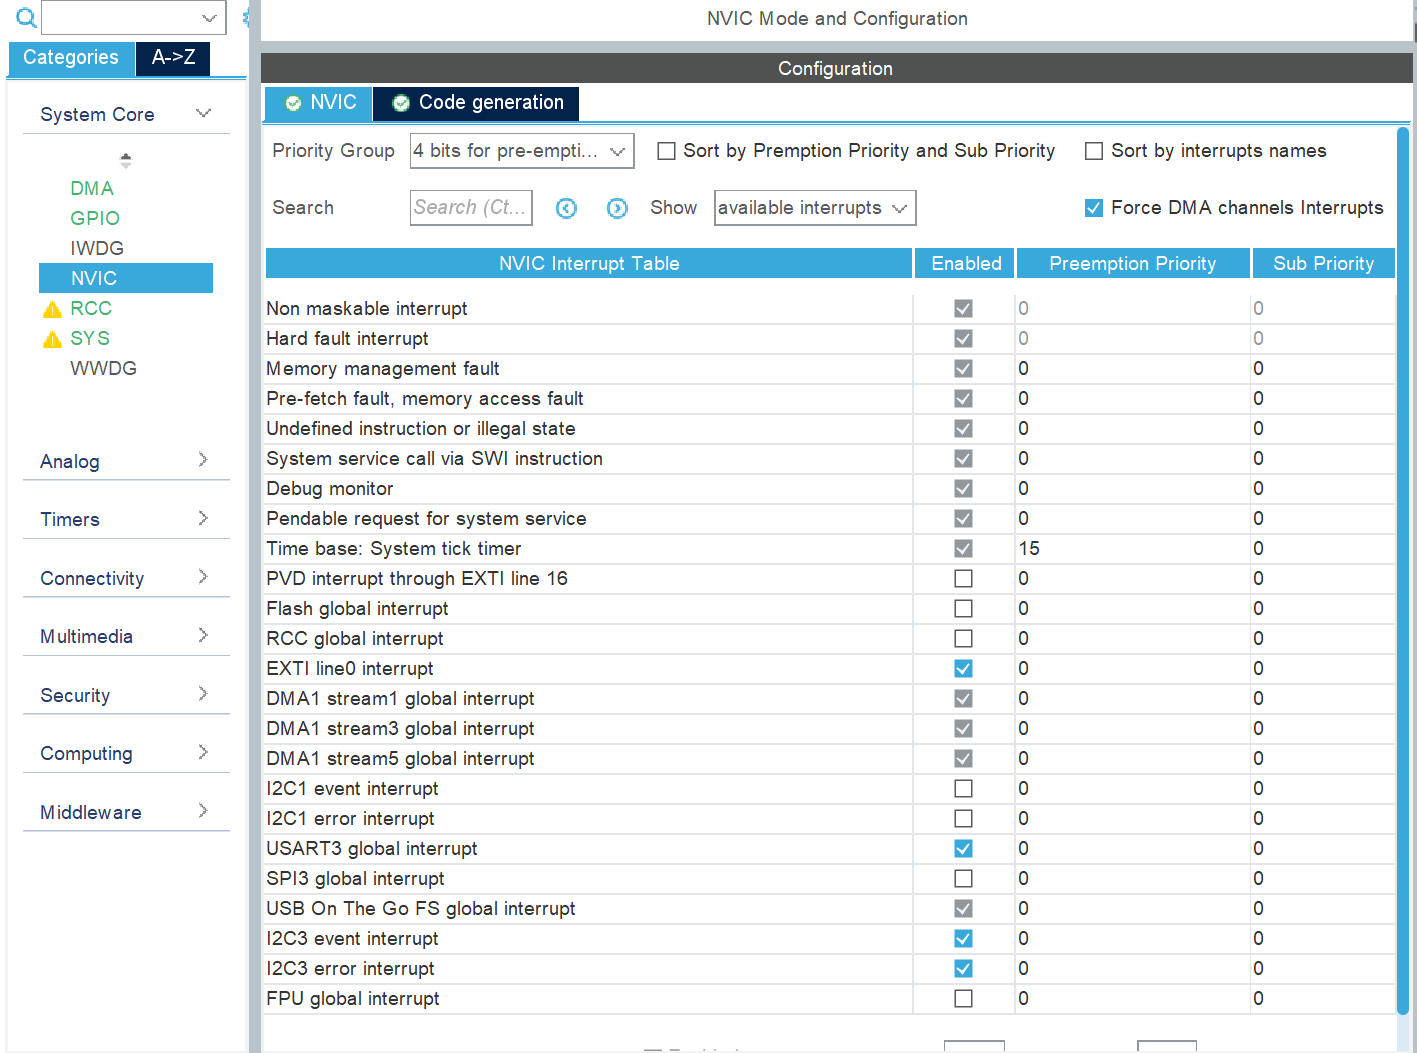 NVIC Mode and Configuration
Categories A->Z
Configuration
System Core
DMA
GPIO
IWDG
NVIC
RCC
SYS
WWDG
Analog
Timers
Connectivity
Multimedia
Security
Computing
Middleware
NVIC Code generation
Priority Group 4 bits for pre-empti... Sort by Premption Priority and Sub Priority Sort by interrupts names
Search Search (Ct... Show available interrupts Force DMA channels Interrupts
NVIC Interrupt Table Enabled Preemption Priority Sub Priority
Non maskable interrupt 0 0
Hard fault interrupt 0 0
Memory management fault 0 0
Pre-fetch fault, memory access fault 0 0
Undefined instruction or illegal state 0 0
System service call via SWI instruction 0 0
Debug monitor 0 0
Pendable request for system service 0 0
Time base: System tick timer 15 0
PVD interrupt through EXTI line 16 0 0
Flash global interrupt 0 0
RCC global interrupt 0 0
EXTI line0 interrupt 0 0
DMA1 stream1 global interrupt 0 0
DMA1 stream3 global interrupt 0 0
DMA1 stream5 global interrupt 0 0
I2C1 event interrupt 0 0
I2C1 error interrupt 0 0
USART3 global interrupt 0 0
SPI3 global interrupt 0 0
USB On The Go FS global interrupt 0 0
I2C3 event interrupt 0 0
I2C3 error interrupt 0 0
FPU global interrupt 0 0